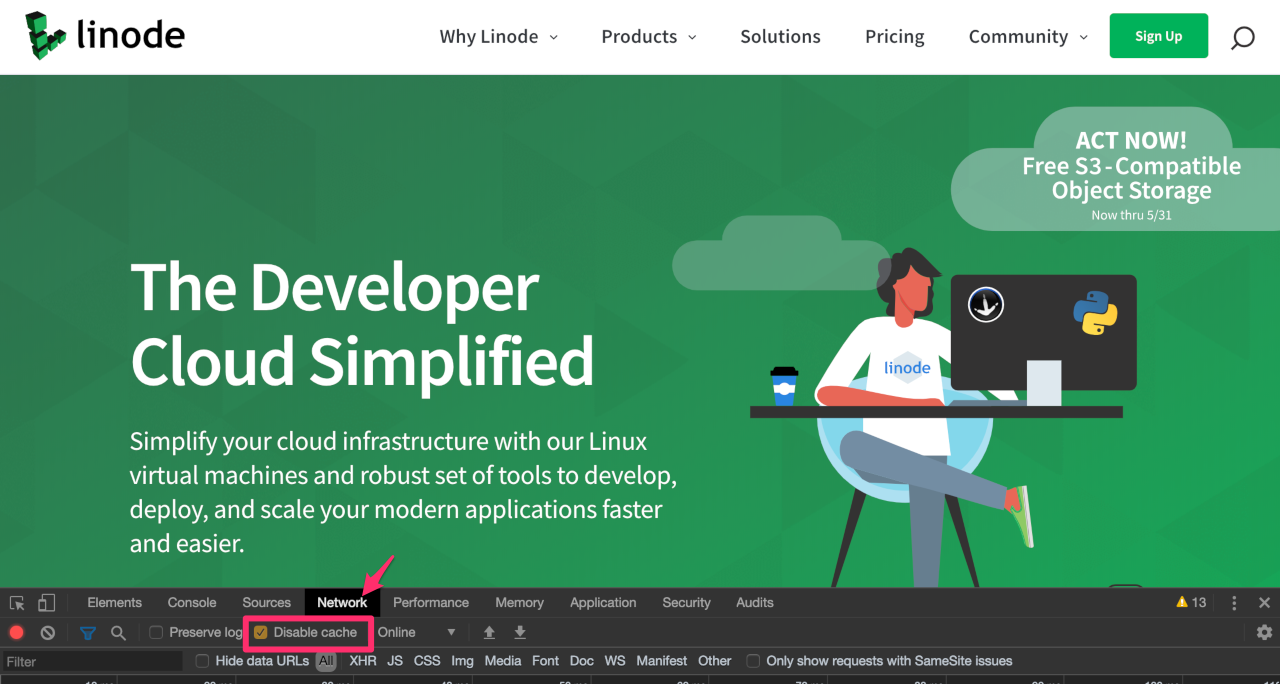 linode
Why Linode Products Solutions Pricing Community Sign Up
ACT NOW!
Free S3-Compatible
Object Storage
Now thru 5/31
The Developer
Cloud Simplified
linode
Simplify your cloud infrastructure with our Linux
virtual machines and robust set of tools to develop,
deploy, and scale your modern applications faster
and easier.
Elements Console Sources Network Performance Memory Application Security Audits 13
Preserve log Disable cache Online
Filter Hide data URLs All XHR JS CSS Img Media Font Doc WS Manifest Other Only show requests with SameSite issues